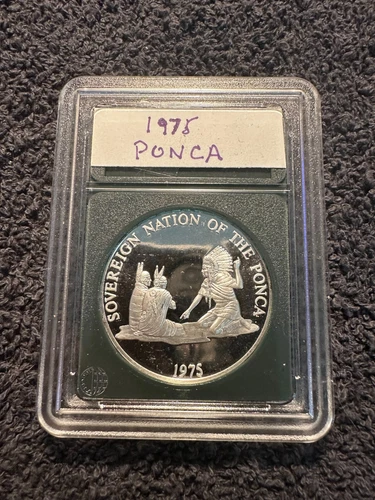 1975
PONCA
SOVEREIGN NATION OF THE PONCA
1975